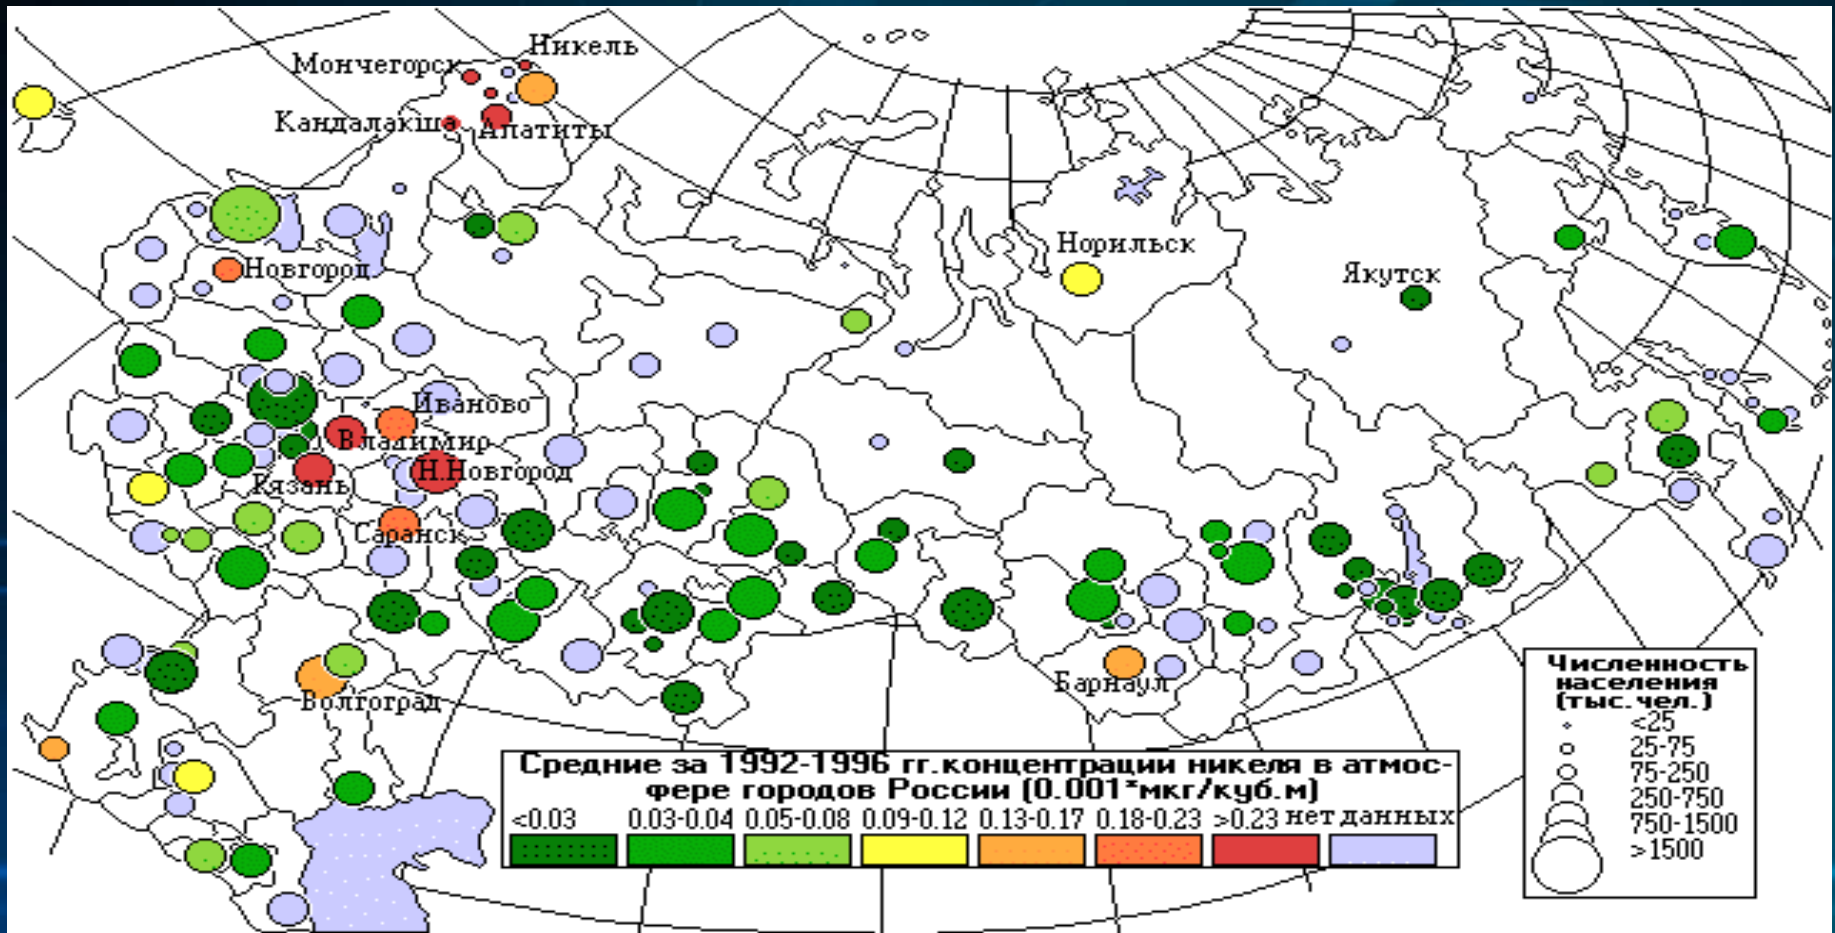 Никель
Мончегорск
Кандалакша
Апатиты
Норильск
Якутск
Новгород
Иваново
Владимир
Н.Новгород
Рязань
Саранск
Барнаул
Волгоград
Численность
населения
(тыс.чел.)
<25
25-75
75-250
250-750
750-1500
>1500
Средние за 1992-1996 гг.концентрации никеля в атмос-
фере городов России (0.001*мкг/куб.м)
<0.03 0.03-0.04 0.05-0.08 0.09-0.12 0.13-0.17 0.18-0.23 >0.23 нет данных